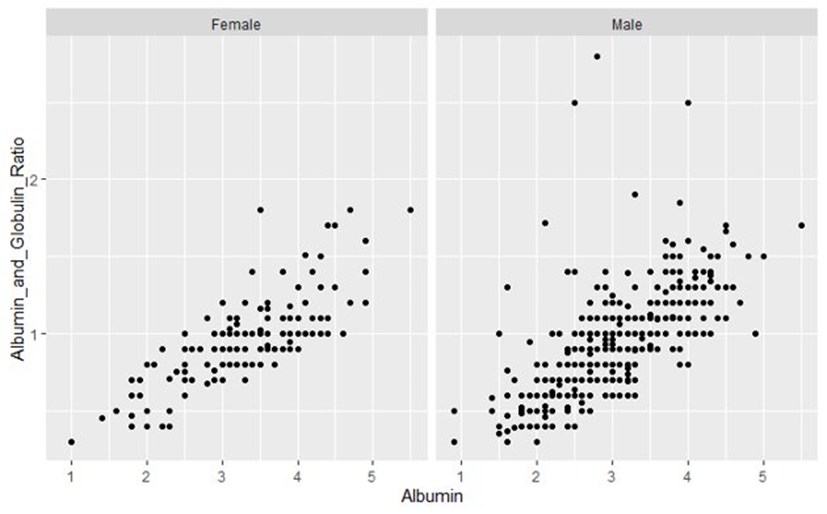 Female
Male
Albumin_and_Globulin_Ratio
2
1
1 2 3 4 5
1 2 3 4 5
Albumin